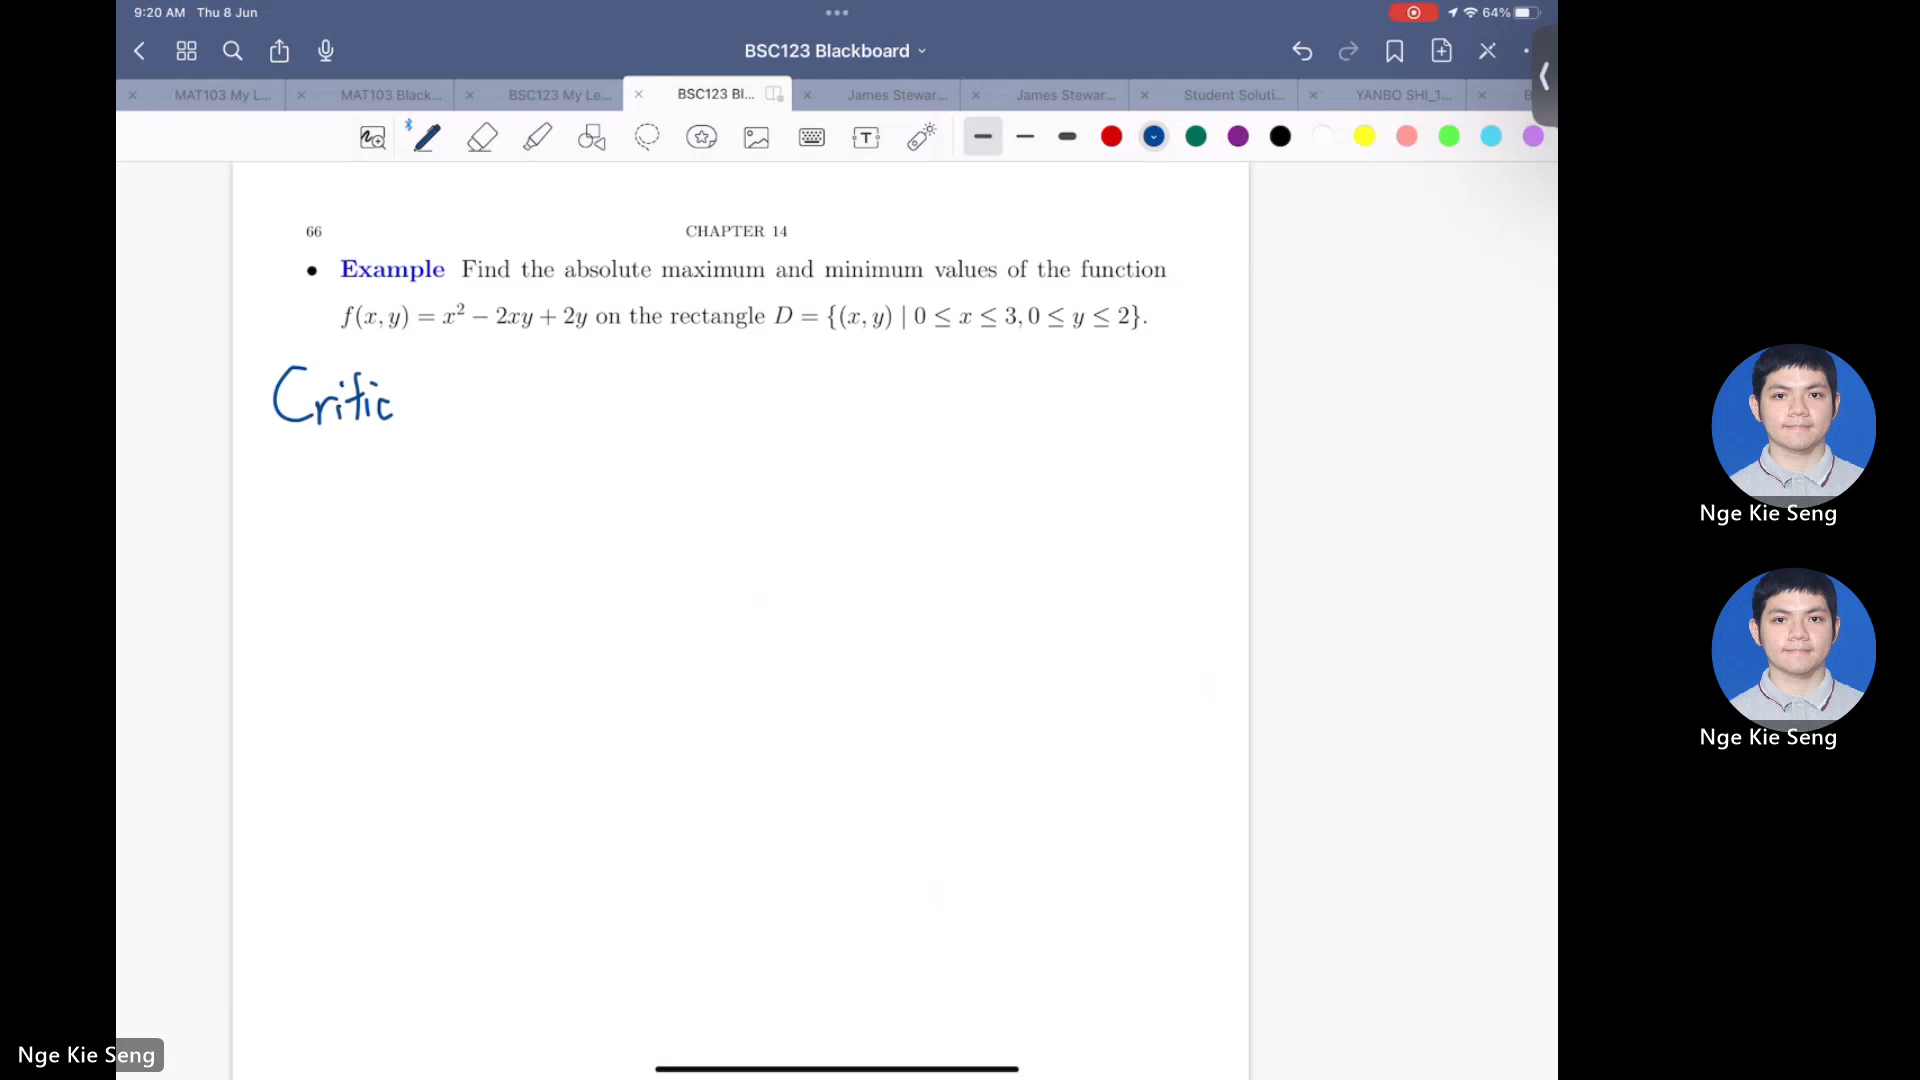 9:20 AM Thu 8 Jun
64%
BSC123 Blackboard
MAT103 My L...
MAT103 Black...
BSC123 My Le...
BSC123 Bl...
James Stewar...
James Stewar...
Student Soluti...
YANBO SHI_1...
B
T
66 CHAPTER 14
• Example Find the absolute maximum and minimum values of the function
f(x, y) = x² − 2xy + 2y on the rectangle D = {(x, y) | 0 ≤ x ≤ 3, 0 ≤ y ≤ 2}.
Critic
Nge Kie Seng
Nge Kie Seng
Nge Kie Seng